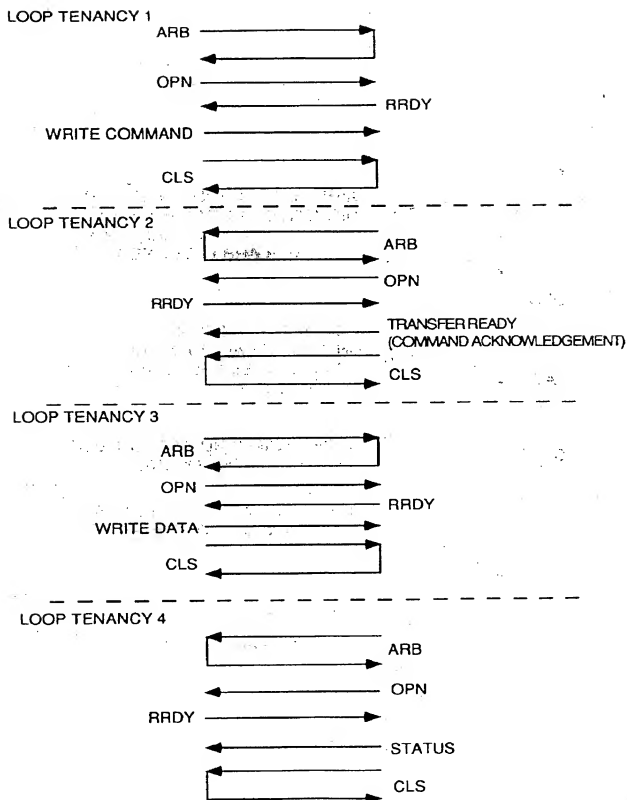 LOOP TENANCY 1
ARB
OPN
RRDY
WRITE COMMAND
CLS
LOOP TENANCY 2
ARB
OPN
RRDY
TRANSFER READY
(COMMAND ACKNOWLEDGEMENT)
CLS
LOOP TENANCY 3
ARB
OPN
RRDY
WRITE DATA
CLS
LOOP TENANCY 4
ARB
OPN
RRDY
STATUS
CLS